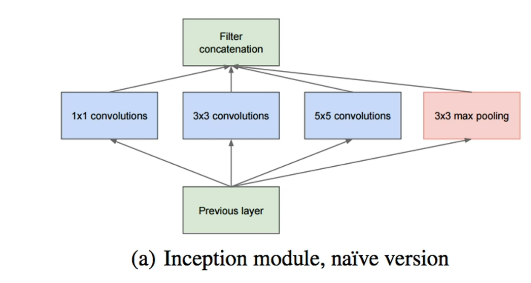 Filter
concatenation
1x1 convolutions
3x3 convolutions
5x5 convolutions
3x3 max pooling
Previous layer
(a) Inception module, naïve version